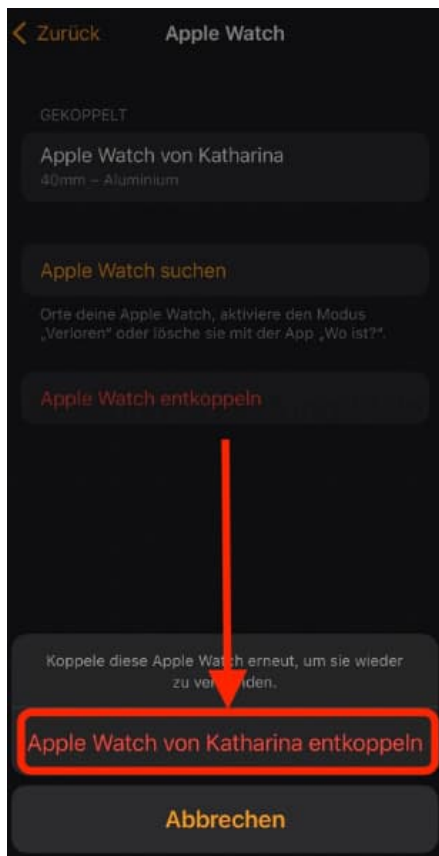 Zurück
Apple Watch
GEKOPPELT
Apple Watch von Katharina
40mm – Aluminium
Apple Watch suchen
Orte deine Apple Watch, aktiviere den Modus
„Verloren“ oder lösche sie mit der App „Wo ist?“.
Apple Watch entkoppeln
Koppele diese Apple Watch erneut, um sie wieder
zu verwenden.
Apple Watch von Katharina entkoppeln
Abbrechen